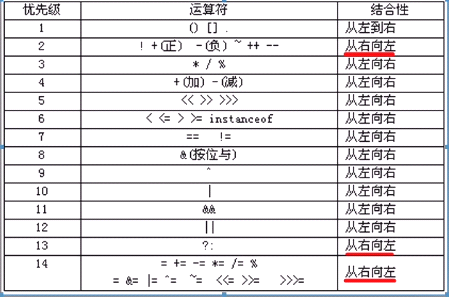 优先级 运算符 结合性
1 () [] . 从左到右
2 ! +(正) -(负) ~ ++ -- 从右向左
3 * / % 从左向右
4 +(加) -(减) 从左向右
5 << >> >>> 从左向右
6 < <= > >= instanceof 从左向右
7 == != 从左向右
8 &(按位与) 从左向右
9 ^ 从左向右
10 | 从左向右
11 && 从左向右
12 || 从左向右
13 ?: 从右向左
14 = += -= *= /= % 从右向左
= &= |= ^= ~= <<= >>= >>>=